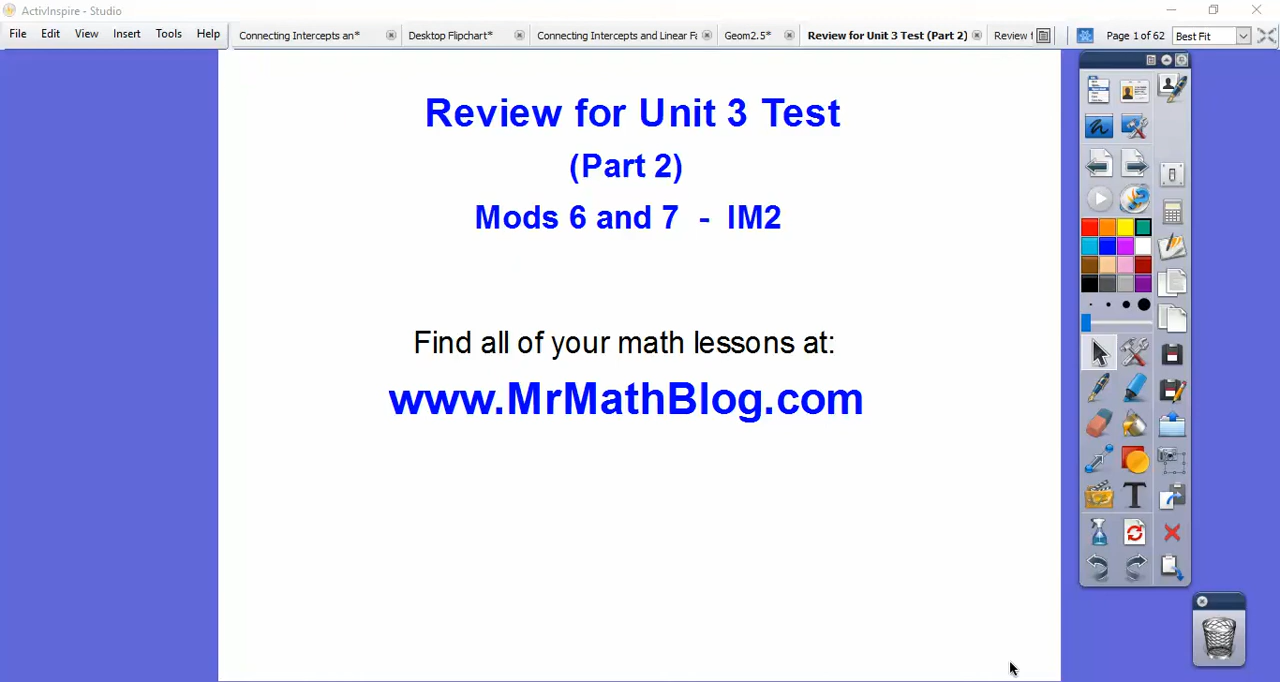 ActivInspire - Studio
File Edit View Insert Tools Help
Connecting Intercepts an* Desktop Flipchart* Connecting Intercepts and Linear Fa Geom2.5* Review for Unit 3 Test (Part 2) Review f
Page 1 of 62 Best Fit
Review for Unit 3 Test
(Part 2)
Mods 6 and 7 - IM2
Find all of your math lessons at:
www.MrMathBlog.com
T